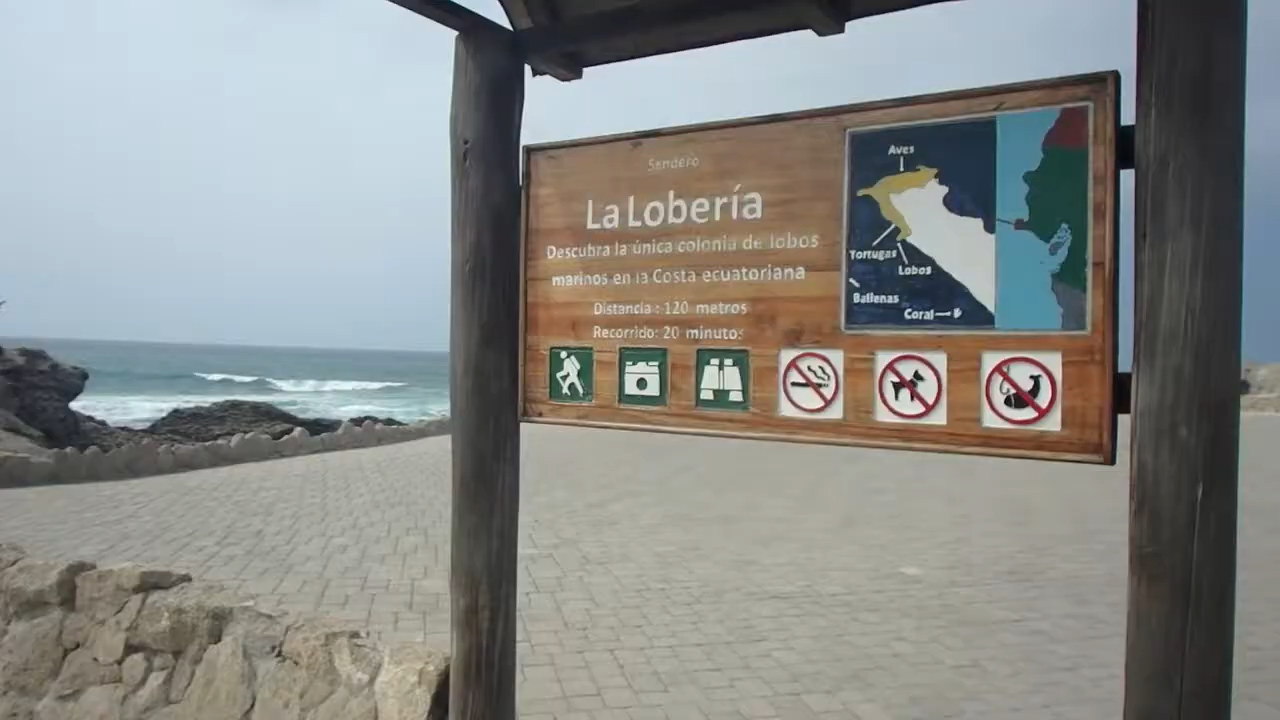 Sendero
La Lobería
Descubra la única colonia de lobos
marinos en la Costa ecuatoriana
Distancia : 120 metros
Recorrido: 20 minutos
Aves
Tortugas
Lobos
Ballenas
Coral